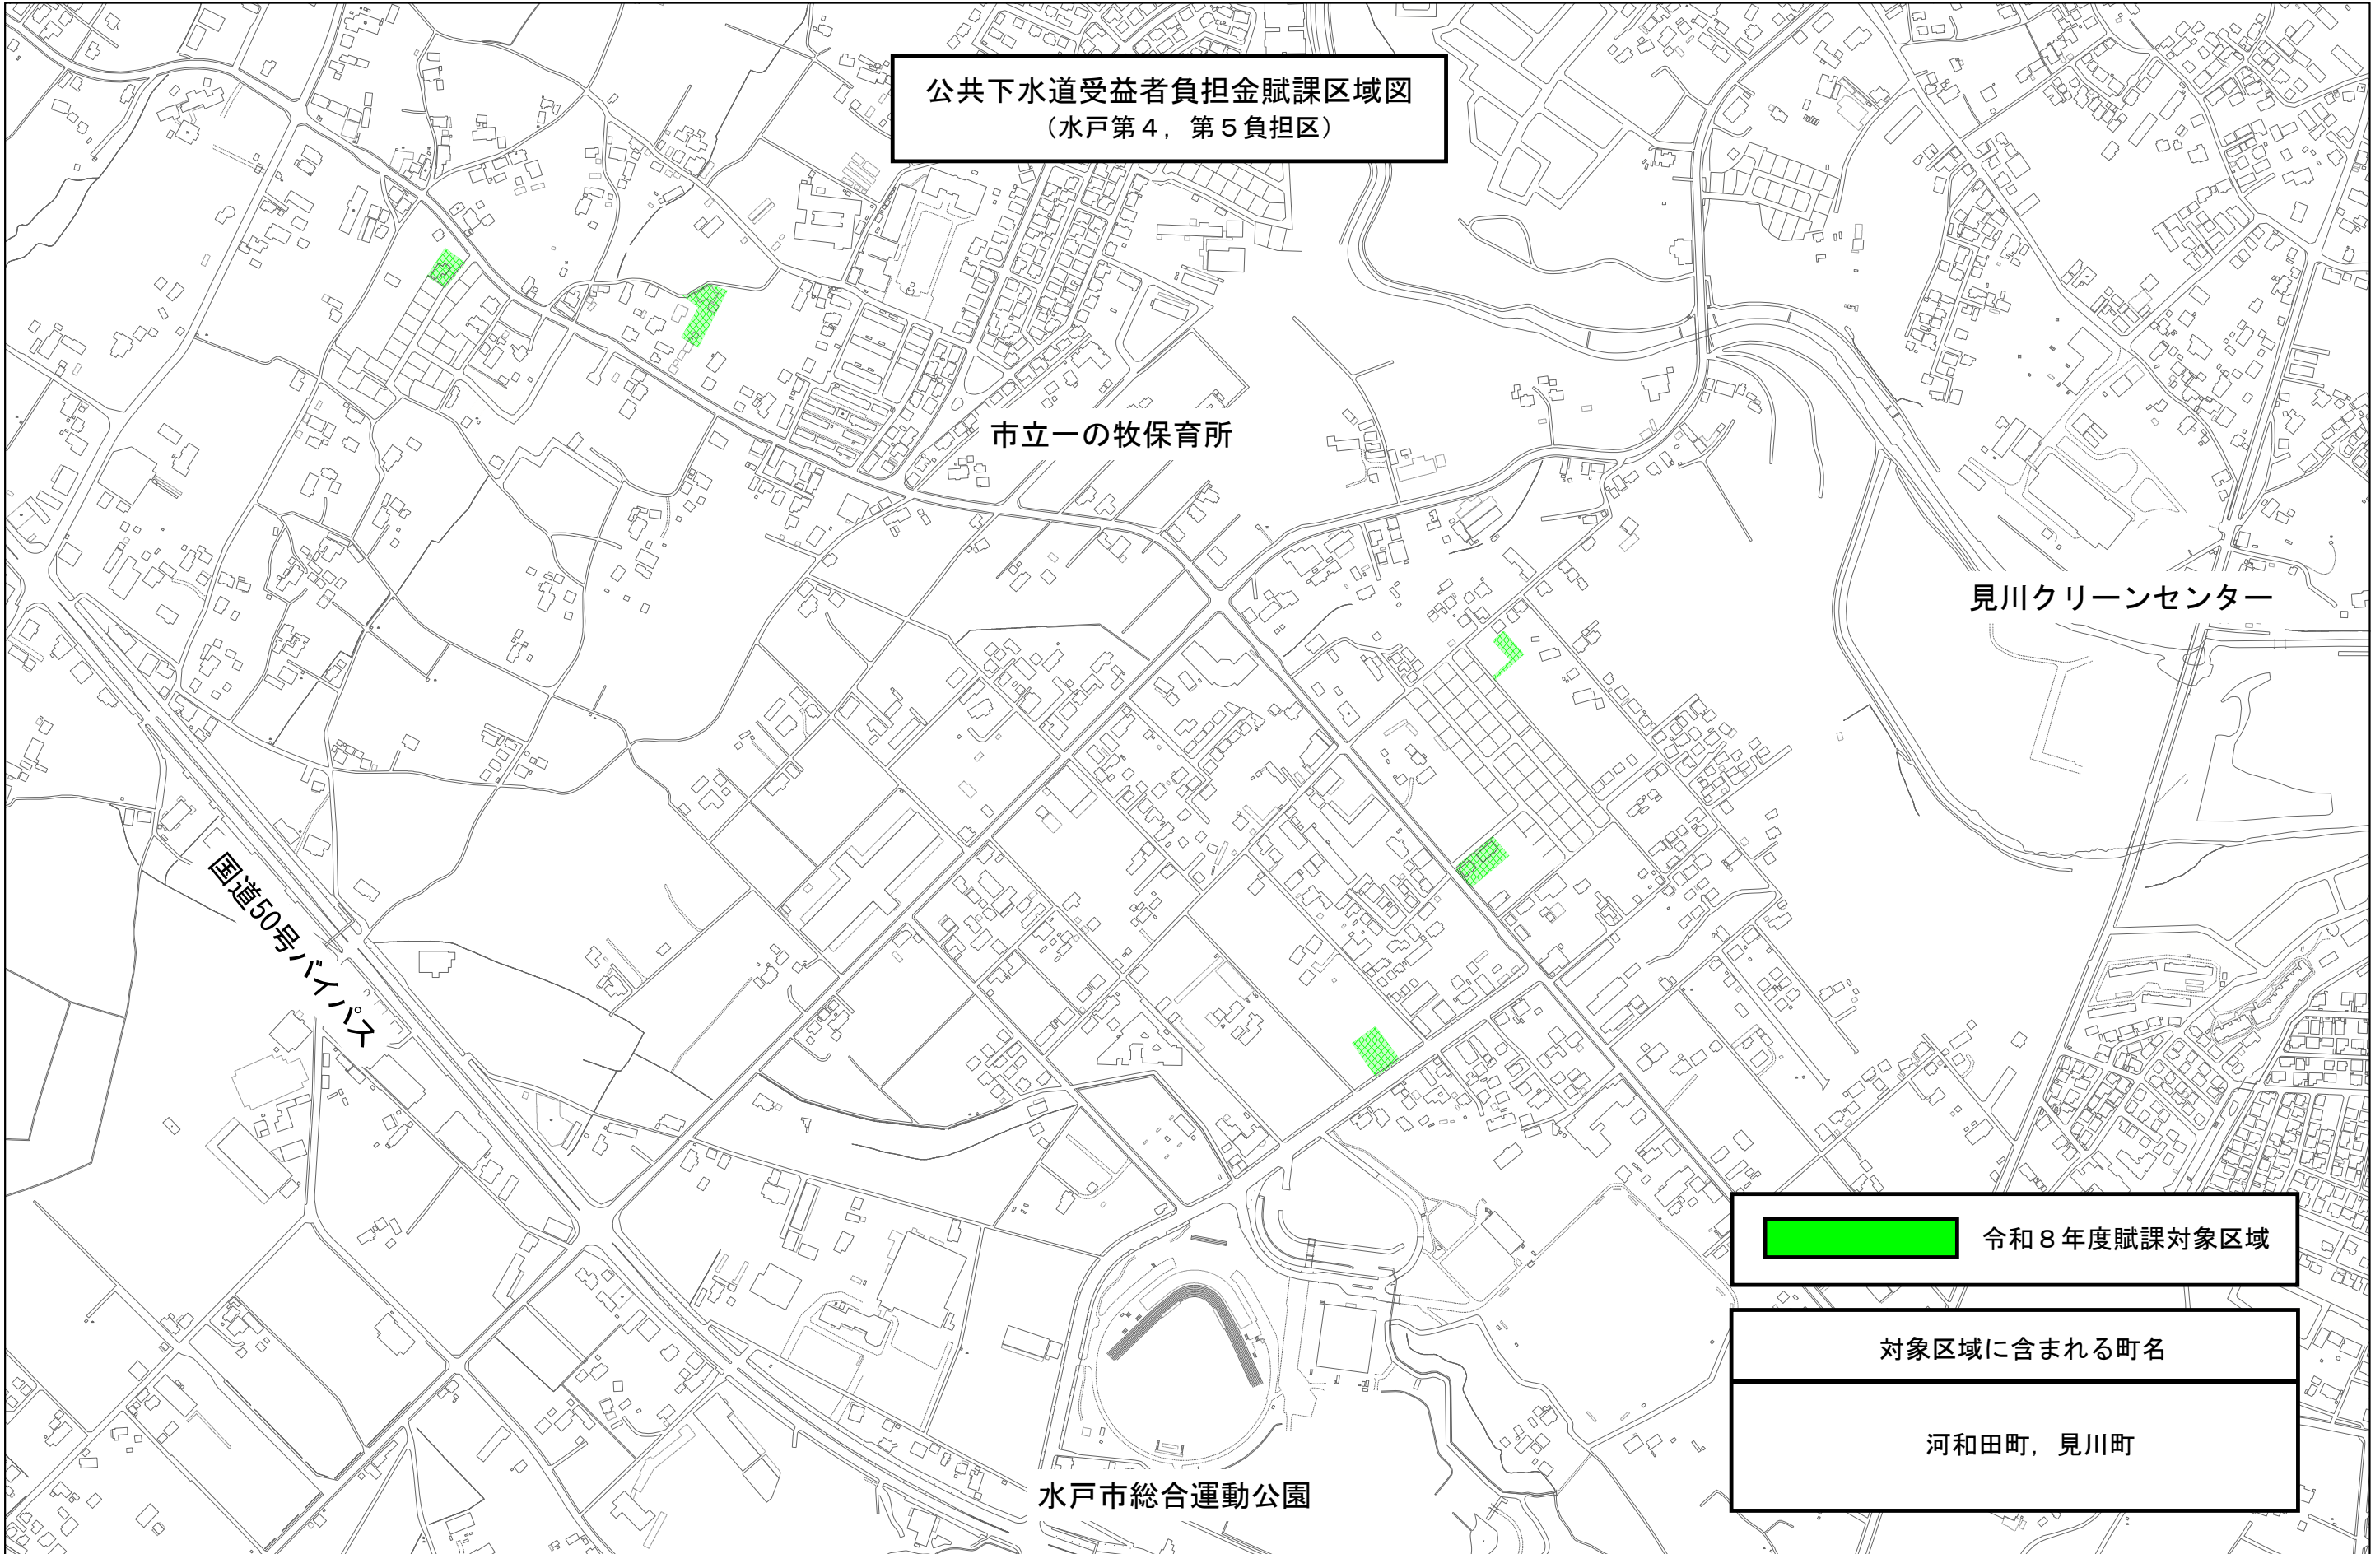 公共下水道受益者負担金賦課区域図
（水戸第４，第５負担区）
市立一の牧保育所
見川クリーンセンター
国道50号バイパス
令和８年度賦課対象区域
対象区域に含まれる町名
河和田町，見川町
水戸市総合運動公園